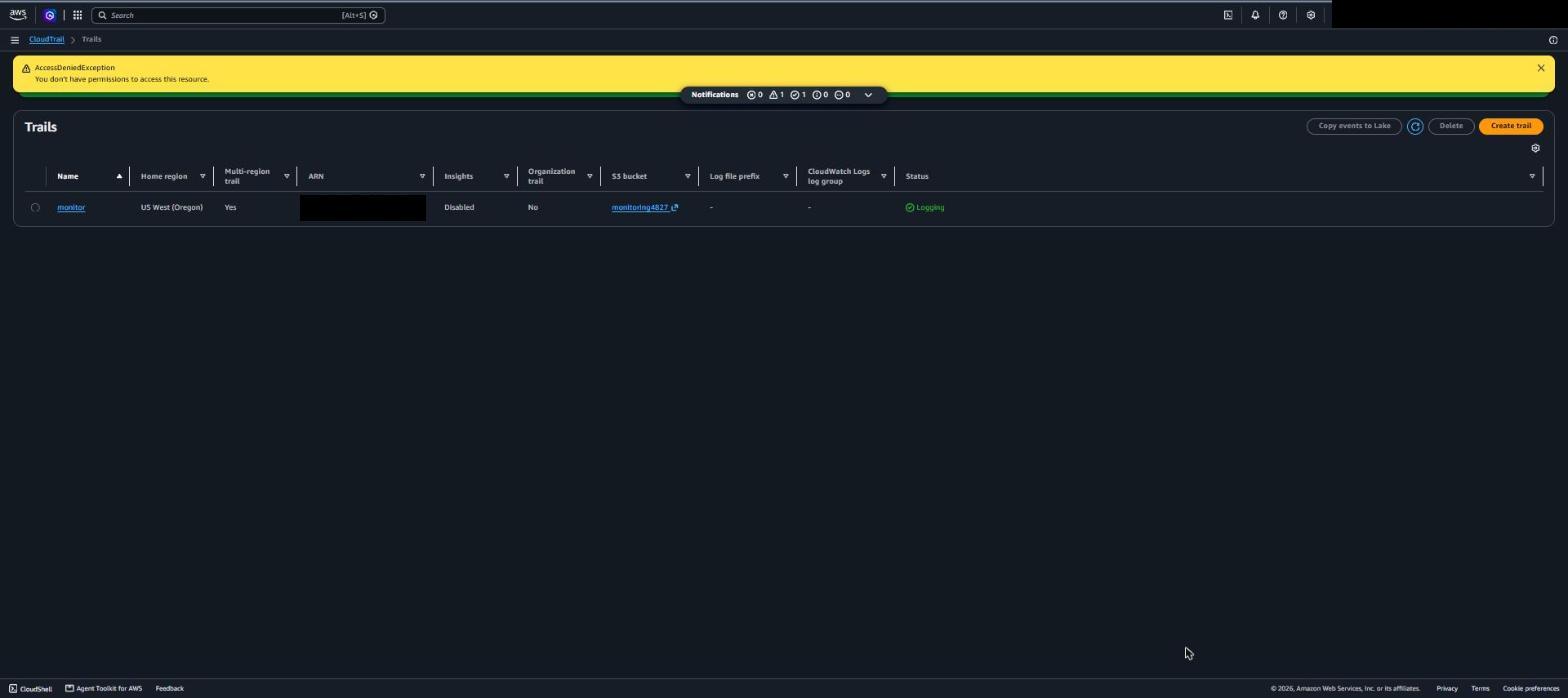 aws
Search [Alt+S]
CloudTrail > Trails
AccessDeniedException
You don't have permissions to access this resource.
Notifications 0 1 1 0 0
Trails
Copy events to Lake Delete Create trail
Name Home region Multi-region trail ARN Insights Organization trail S3 bucket Log file prefix CloudWatch Logs log group Status
monitor US West (Oregon) Yes Disabled No monitoring4827 - - Logging
CloudShell Agent Toolkit for AWS Feedback © 2026, Amazon Web Services, Inc. or its affiliates. Privacy Terms Cookie preferences